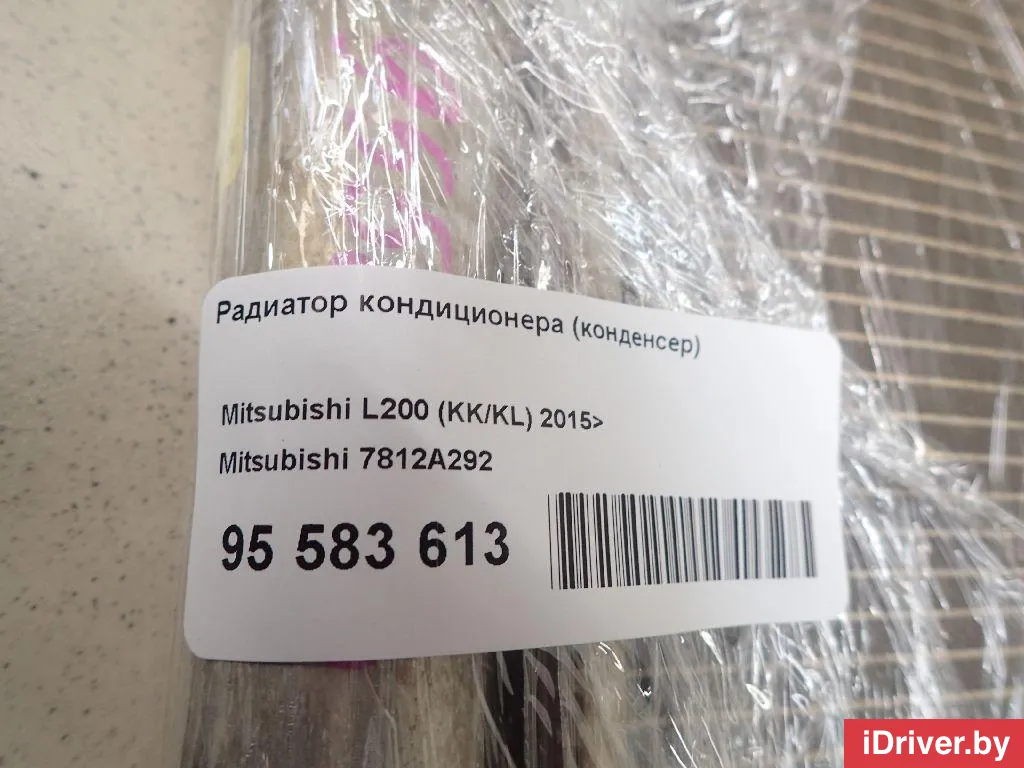 Радиатор кондиционера (конденсер)
Mitsubishi L200 (KK/KL) 2015>
Mitsubishi 7812A292
95 583 613
iDriver.by